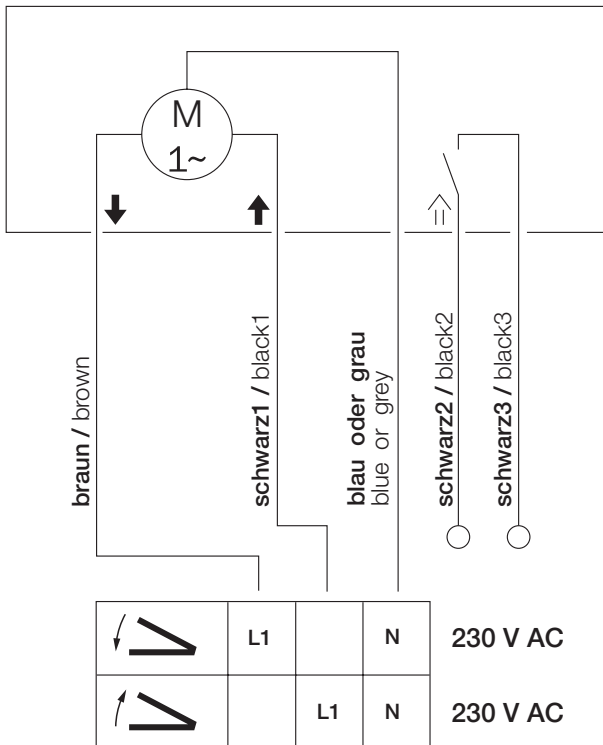 M
1~
braun / brown
schwarz1 / black1
blau oder grau
blue or grey
schwarz2 / black2
schwarz3 / black3
L1 N 230 V AC
L1 N 230 V AC